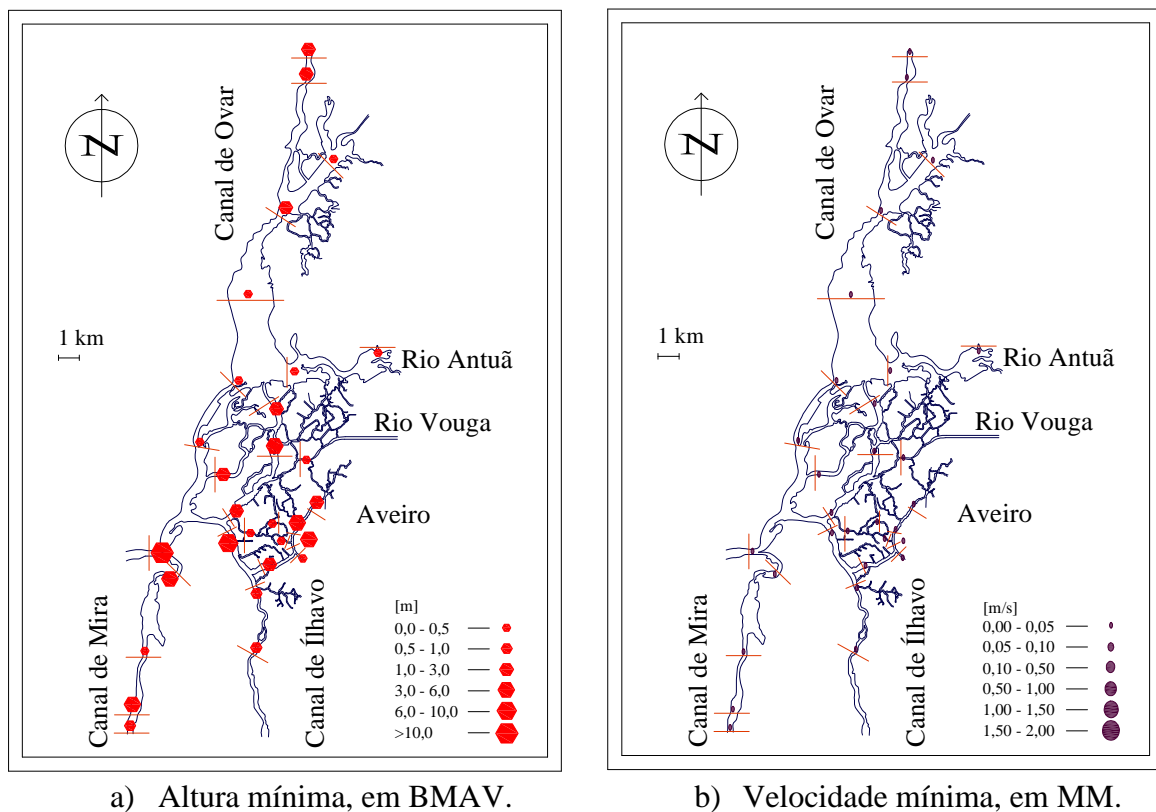 N
Canal de Ovar
1 km
Rio Antuã
Rio Vouga
Aveiro
Canal de Mira
Canal de Ílhavo
[m]
0,0 - 0,5
0,5 - 1,0
1,0 - 3,0
3,0 - 6,0
6,0 - 10,0
>10,0
a) Altura mínima, em BMAV.
N
Canal de Ovar
1 km
Rio Antuã
Rio Vouga
Aveiro
Canal de Mira
Canal de Ílhavo
[m/s]
0,00 - 0,05
0,05 - 0,10
0,10 - 0,50
0,50 - 1,00
1,00 - 1,50
1,50 - 2,00
b) Velocidade mínima, em MM.